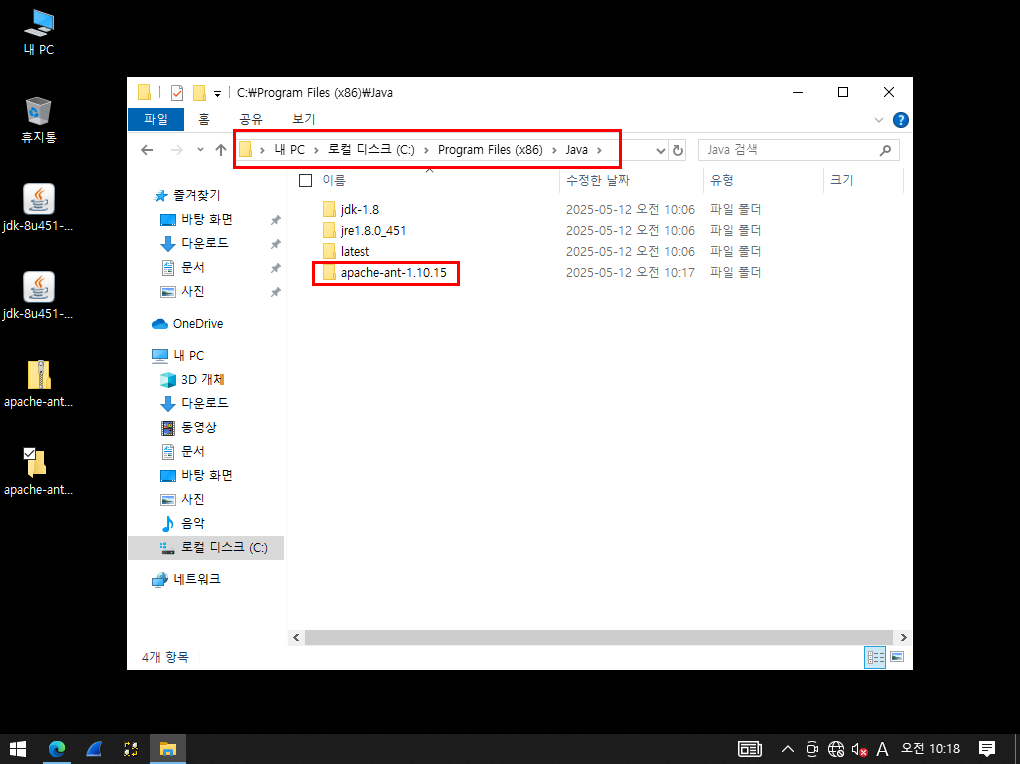 내 PC
휴지통
jdk-8u451-...
jdk-8u451-...
apache-ant...
apache-ant...
C:₩Program Files (x86)₩Java
파일 홈 공유 보기
내 PC › 로컬 디스크 (C:) › Program Files (x86) › Java ›
Java 검색
이름 수정한 날짜 유형 크기
jdk-1.8 2025-05-12 오전 10:06 파일 폴더
jre1.8.0_451 2025-05-12 오전 10:06 파일 폴더
latest 2025-05-12 오전 10:06 파일 폴더
apache-ant-1.10.15 2025-05-12 오전 10:17 파일 폴더
즐겨찾기
바탕 화면
다운로드
문서
사진
OneDrive
내 PC
3D 개체
다운로드
동영상
문서
바탕 화면
사진
음악
로컬 디스크 (C:)
네트워크
4개 항목
A 오전 10:18